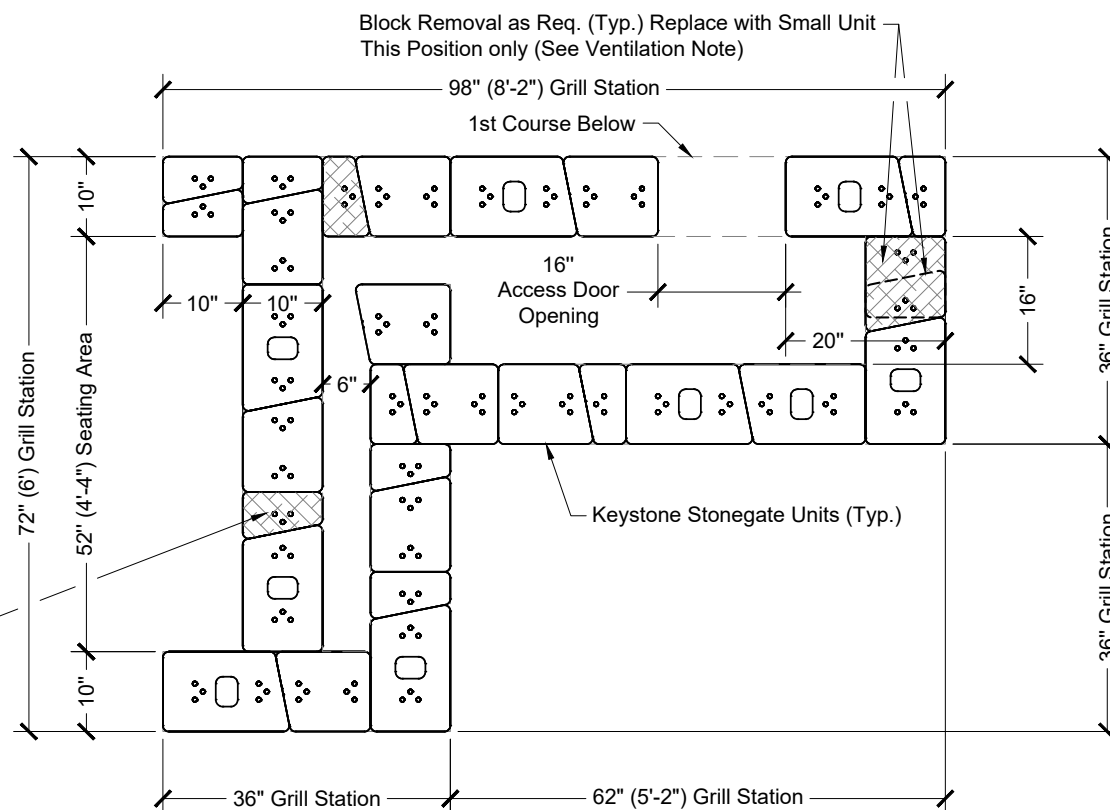 Block Removal as Req. (Typ.) Replace with Small Unit
This Position only (See Ventilation Note)
98" (8'-2") Grill Station
1st Course Below
10"
16"
Access Door
Opening
10"
10"
20"
16"
36" Grill Station
72" (6') Grill Station
52" (4'-4") Seating Area
6"
Keystone Stonegate Units (Typ.)
36" Grill Station
10"
36" Grill Station
62" (5'-2") Grill Station